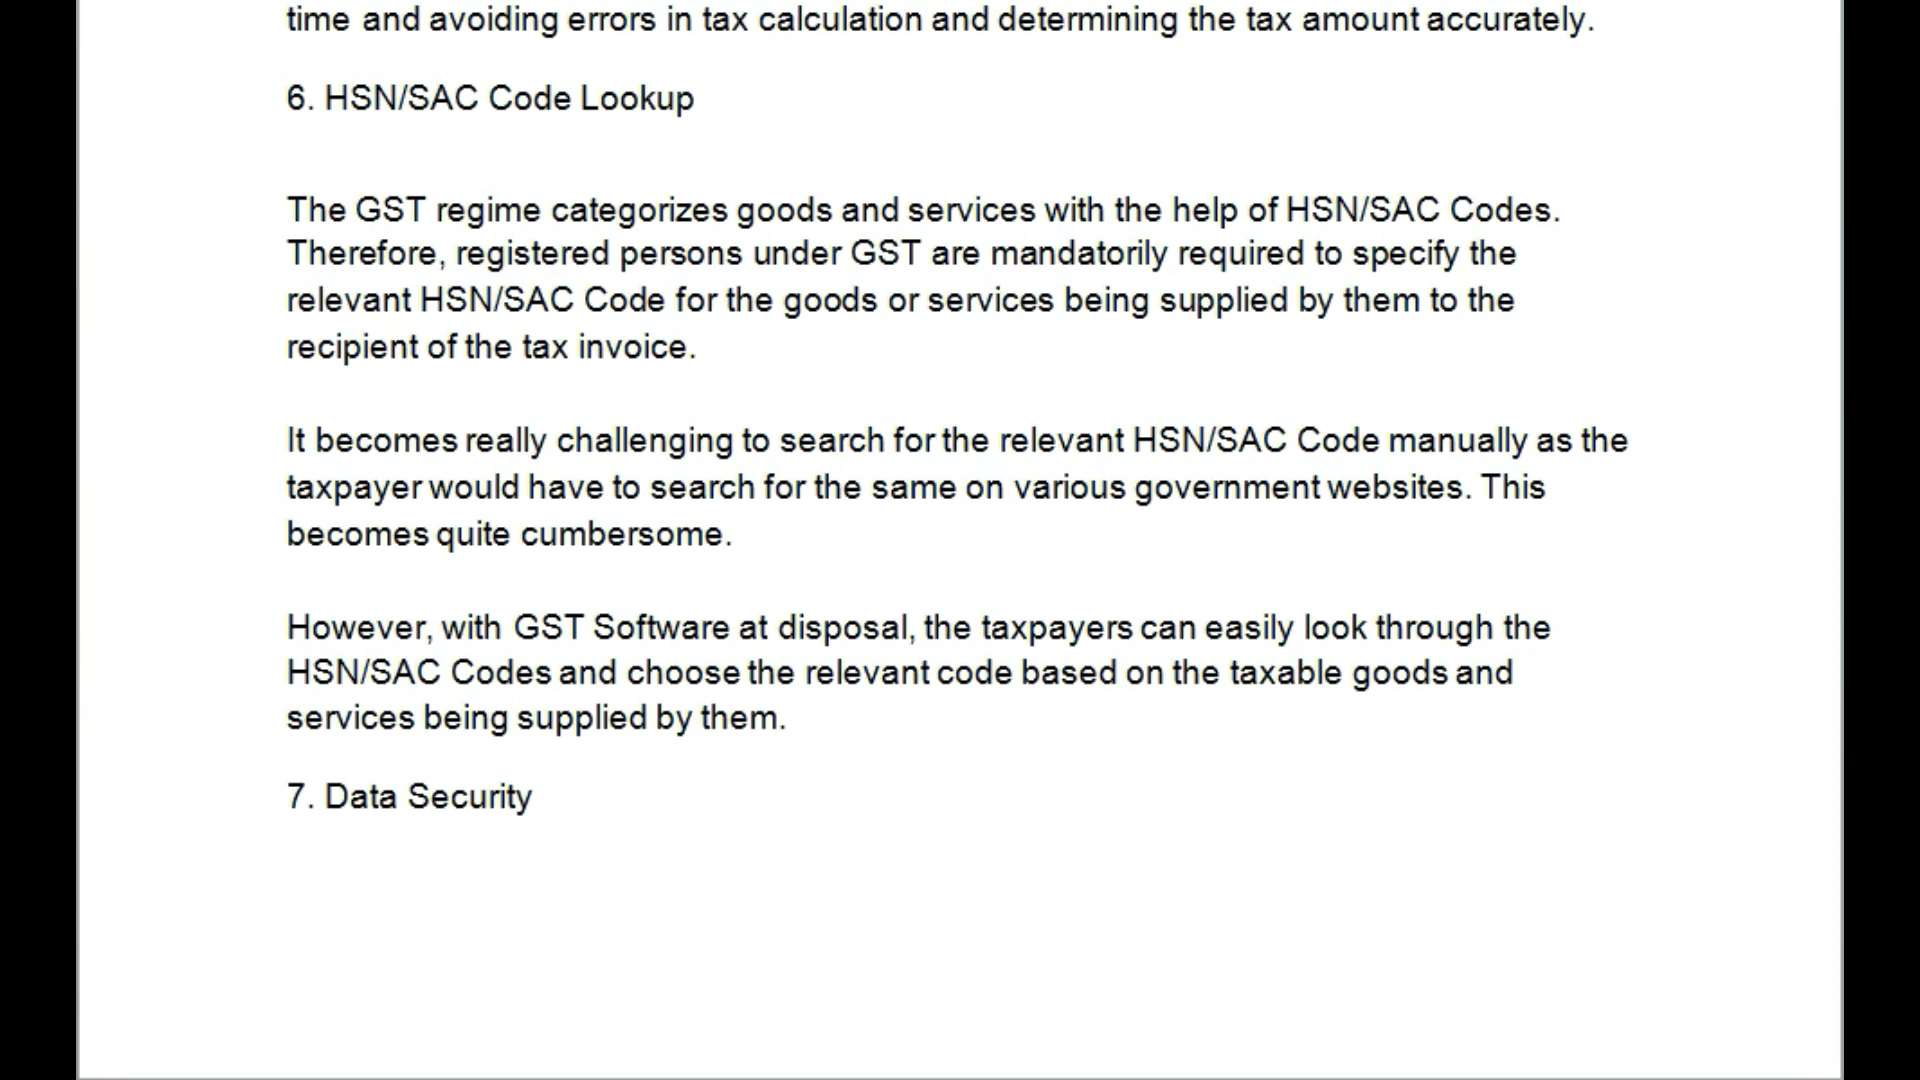 time and avoiding errors in tax calculation and determining the tax amount accurately.
6. HSN/SAC Code Lookup
The GST regime categorizes goods and services with the help of HSN/SAC Codes.
Therefore, registered persons under GST are mandatorily required to specify the
relevant HSN/SAC Code for the goods or services being supplied by them to the
recipient of the tax invoice.
It becomes really challenging to search for the relevant HSN/SAC Code manually as the
taxpayer would have to search for the same on various government websites. This
becomes quite cumbersome.
However, with GST Software at disposal, the taxpayers can easily look through the
HSN/SAC Codes and choose the relevant code based on the taxable goods and
services being supplied by them.
7. Data Security